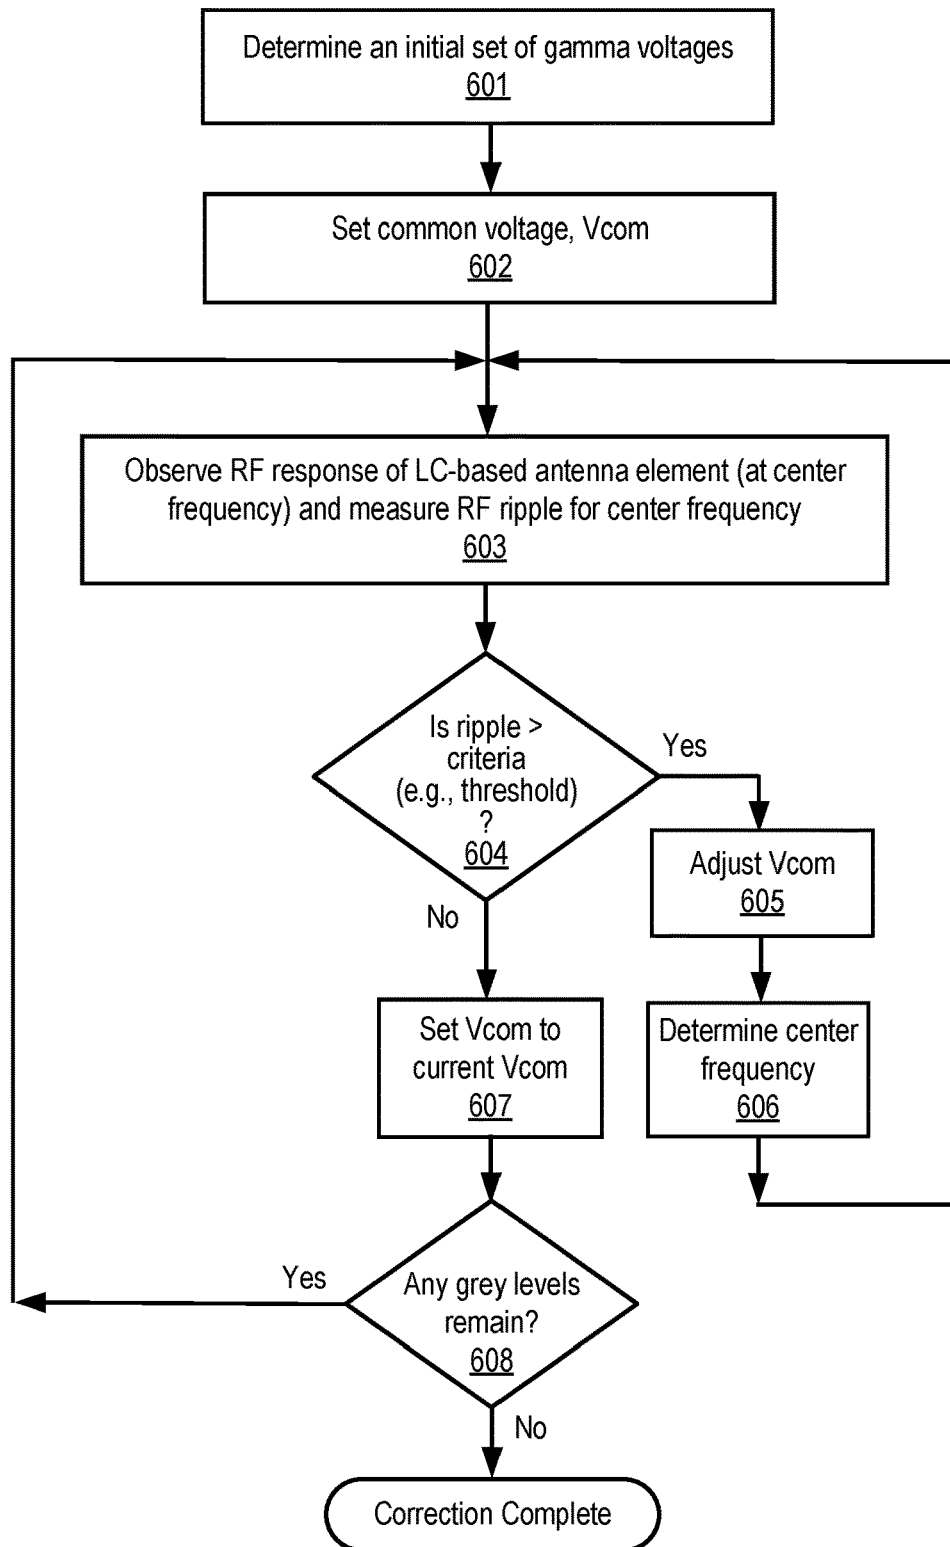 Determine an initial set of gamma voltages
601
Set common voltage, Vcom
602
Observe RF response of LC-based antenna element (at center
frequency) and measure RF ripple for center frequency
603
Is ripple >
criteria
(e.g., threshold)
?
604
Yes
Adjust Vcom
605
No
Set Vcom to
current Vcom
607
Determine center
frequency
606
Yes
Any grey levels
remain?
608
No
Correction Complete